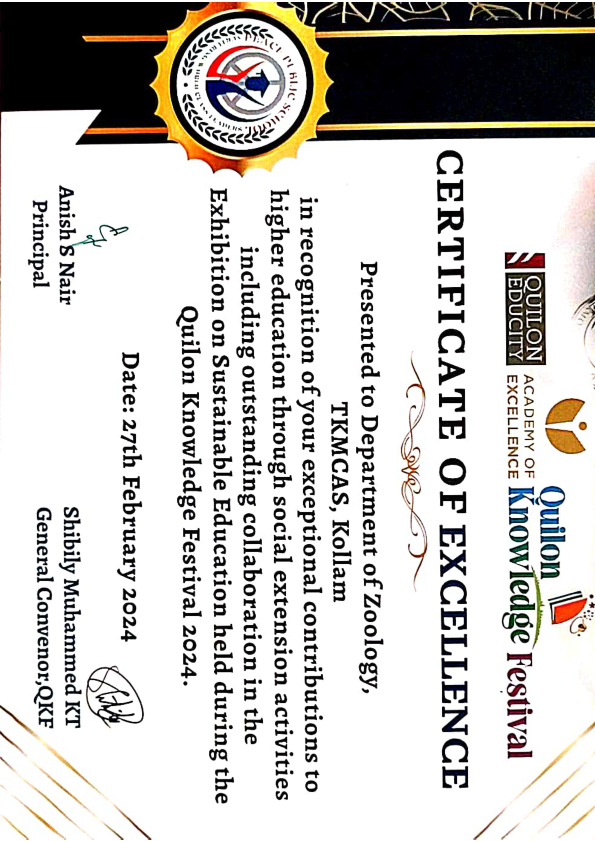 QUILON
EDUCITY
ACADEMY OF
EXCELLENCE
Quilon
Knowledge Festival
PEACE PUBLIC SCHOOL
CERTIFICATE OF EXCELLENCE
Presented to Department of Zoology,
TKMCAS, Kollam
in recognition of your exceptional contributions to
higher education through social extension activities
including outstanding collaboration in the
Exhibition on Sustainable Education held during the
Quilon Knowledge Festival 2024.
Date: 27th February 2024
Anish S Nair
Principal
Shibily Muhammed KT
General Convenor,QKF